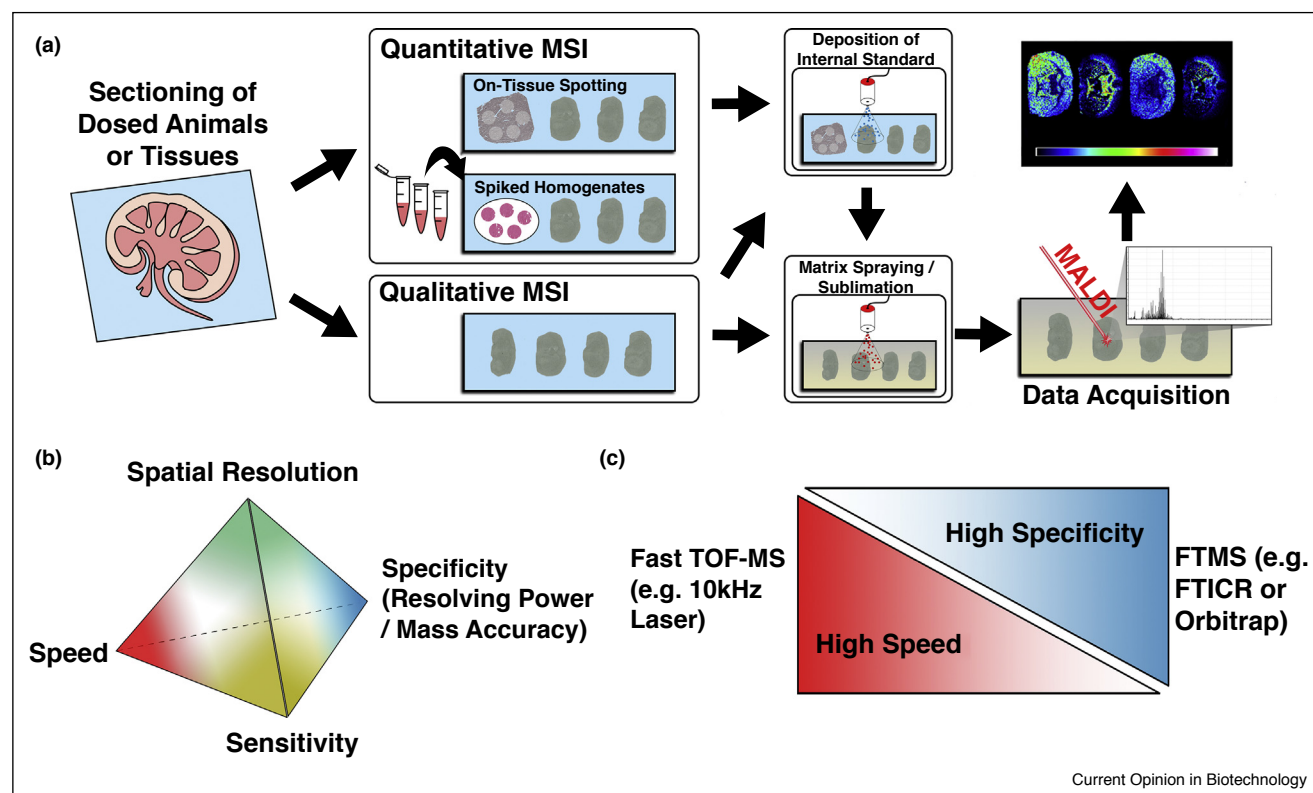 (a)
Sectioning of
Dosed Animals
or Tissues
Quantitative MSI
On-Tissue Spotting
Spiked Homogenates
Qualitative MSI
Deposition of
Internal Standard
Matrix Spraying /
Sublimation
MALDI
Data Acquisition
(b)
Spatial Resolution
Specificity
(Resolving Power
/ Mass Accuracy)
Speed
Sensitivity
(c)
Fast TOF-MS
(e.g. 10kHz
Laser)
High Specificity
High Speed
FTMS (e.g.
FTICR or
Orbitrap)
Current Opinion in Biotechnology